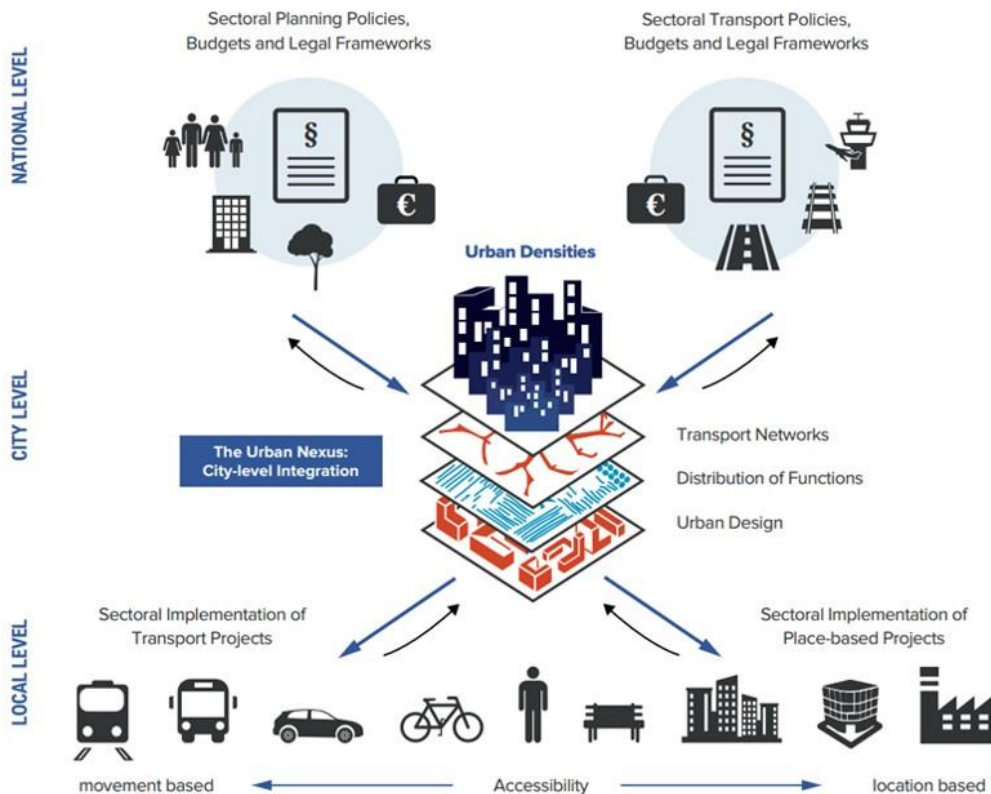 NATIONAL LEVEL
Sectoral Planning Policies,
Budgets and Legal Frameworks
Sectoral Transport Policies,
Budgets and Legal Frameworks
§
€
§
€
Urban Densities
CITY LEVEL
The Urban Nexus:
City-level Integration
Transport Networks
Distribution of Functions
Urban Design
LOCAL LEVEL
Sectoral Implementation of
Transport Projects
Sectoral Implementation of
Place-based Projects
movement based
Accessibility
location based